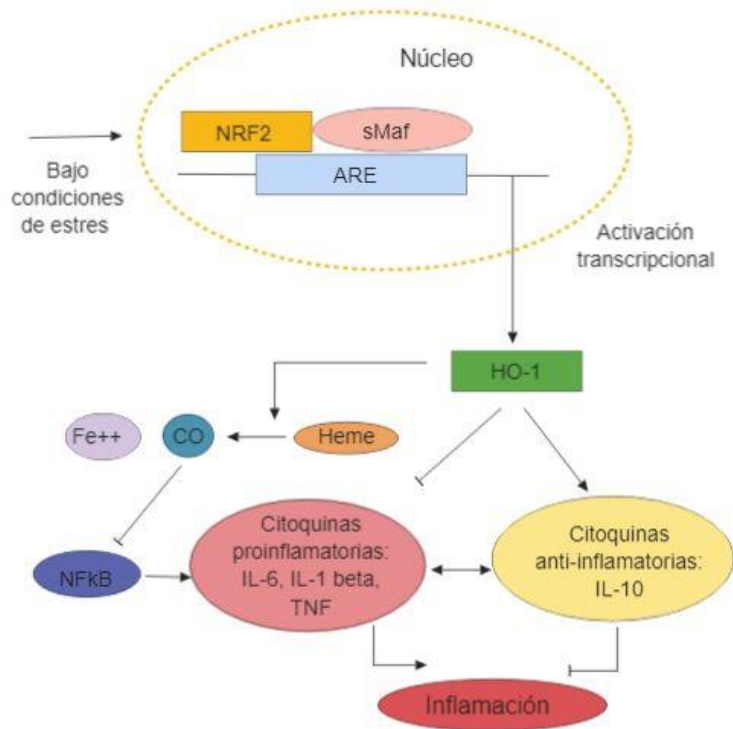 Núcleo
NRF2
sMaf
ARE
Bajo
condiciones
de estres
Activación
transcripcional
HO-1
Fe++
CO
Heme
Citoquinas
proinflamatorias:
IL-6, IL-1 beta,
TNF
Citoquinas
anti-inflamatorias:
IL-10
NFkB
Inflamación